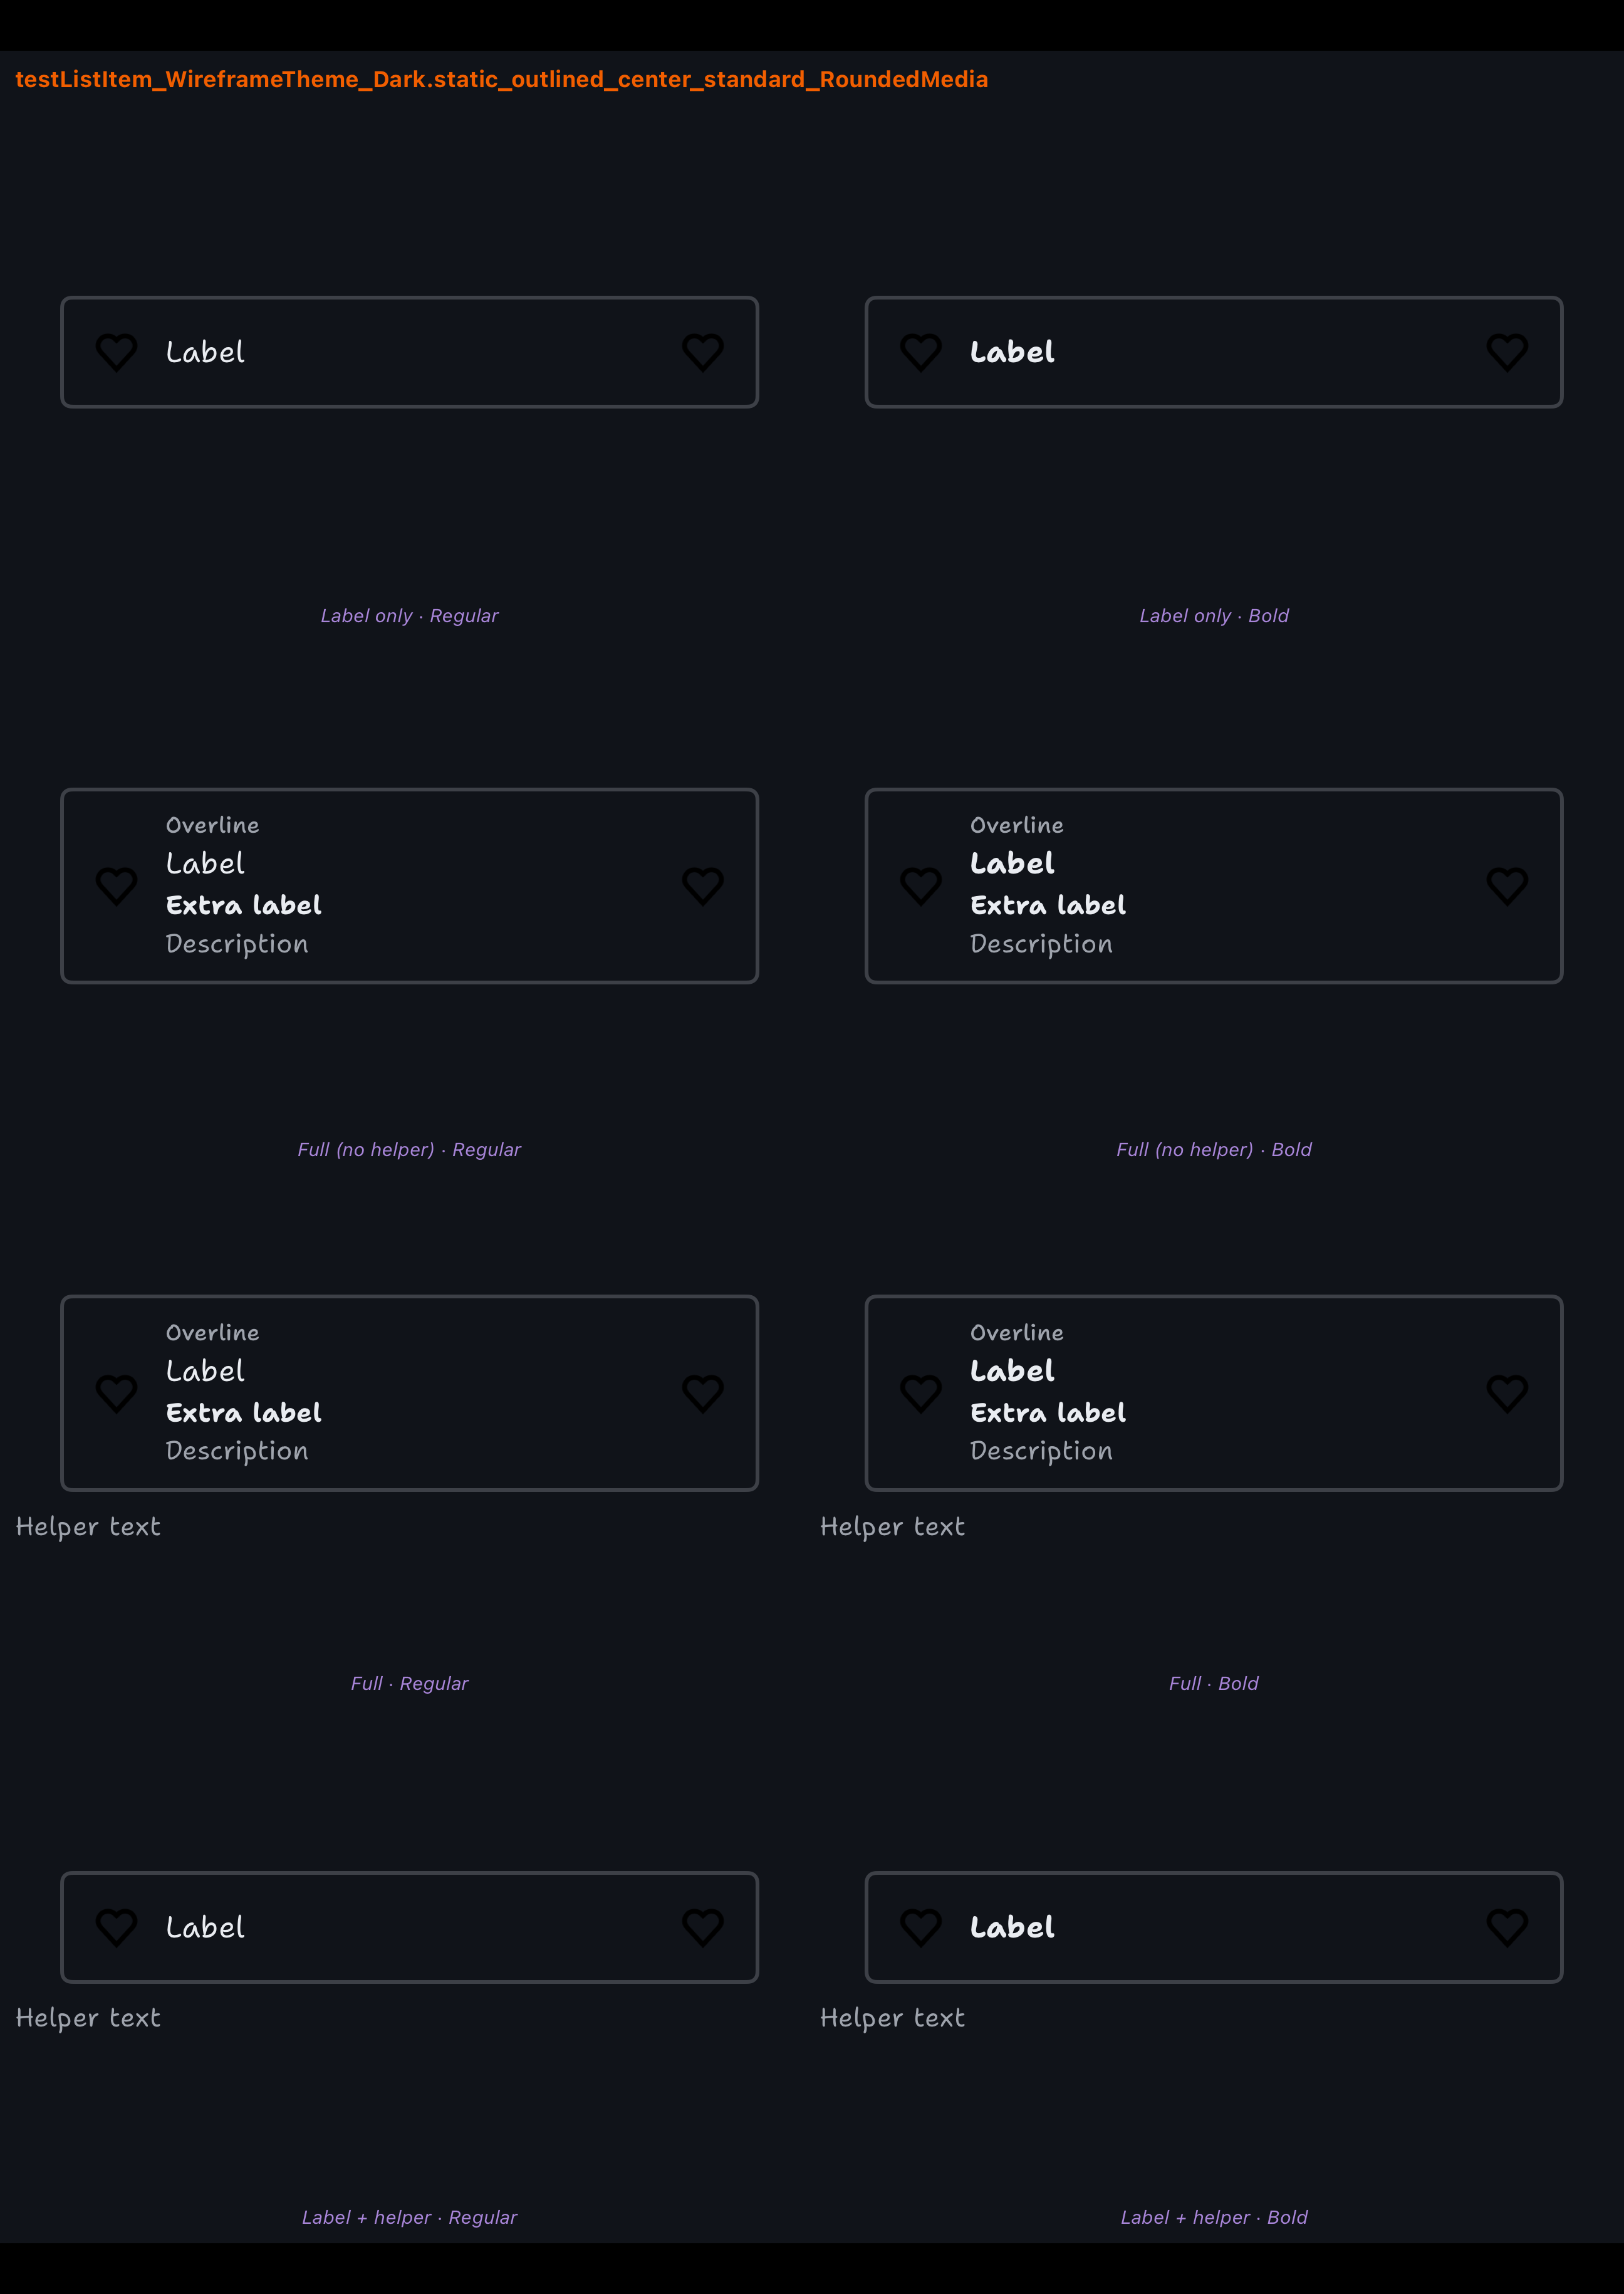 testListItem_WireframeTheme_Dark.static_outlined_center_standard_RoundedMedia
Label
Label
Label only · Regular
Label only · Bold
Overline
Label
Extra label
Description
Overline
Label
Extra label
Description
Full (no helper) · Regular
Full (no helper) · Bold
Overline
Label
Extra label
Description
Helper text
Overline
Label
Extra label
Description
Helper text
Full · Regular
Full · Bold
Label
Helper text
Label
Helper text
Label + helper · Regular
Label + helper · Bold